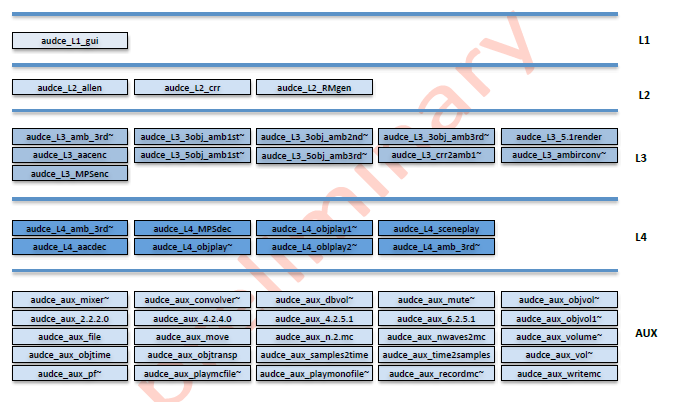 audce_L1_gui
L1
audce_L2_allen audce_L2_crr audce_L2_RMgen
L2
audce_L3_amb_3rd~ audce_L3_3obj_amb1st~ audce_L3_3obj_amb2nd~ audce_L3_3obj_amb3rd~ audce_L3_5.1render
audce_L3_aacenc audce_L3_5obj_amb1st~ audce_L3_5obj_amb3rd~ audce_L3_crr2amb1~ audce_L3_ambirconv~
L3
audce_L3_MPSenc
audce_L4_amb_3rd~ audce_L4_MPSdec audce_L4_objplay1~ audce_L4_sceneplay
L4
audce_L4_aacdec audce_L4_objplay~ audce_L4_oblplay2~ audce_L4_amb_3rd~
audce_aux_mixer~ audce_aux_convolver~ audce_aux_dbvol~ audce_aux_mute~ audce_aux_objvol~
audce_aux_2.2.2.0 audce_aux_4.2.4.0 audce_aux_4.2.5.1 audce_aux_6.2.5.1 audce_aux_objvol1~
audce_aux_file audce_aux_move audce_aux_n.2.mc audce_aux_nwaves2mc audce_aux_volume~
AUX
audce_aux_objtime audce_aux_objtransp audce_aux_samples2time audce_aux_time2samples audce_aux_vol~
audce_aux_pf~ audce_aux_playmcfile~ audce_aux_playmonofile~ audce_aux_recordmc~ audce_aux_writemc
preliminary